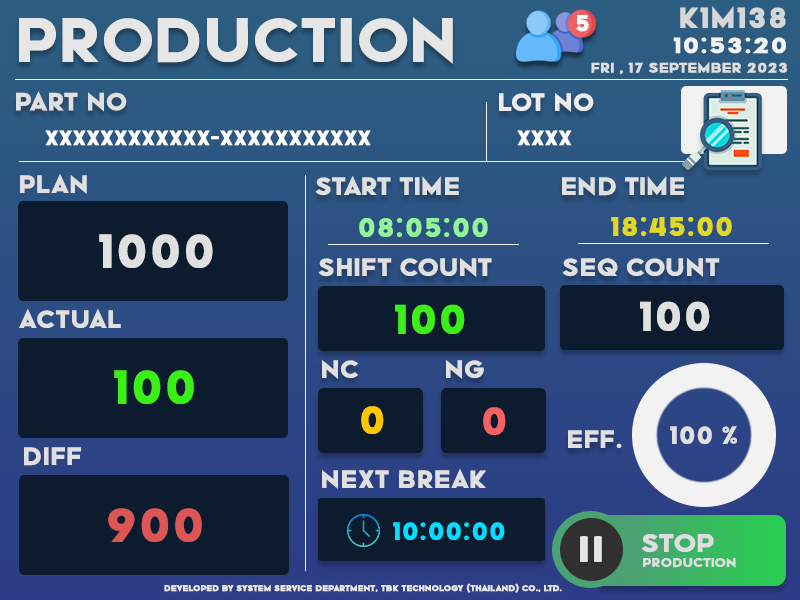 PRODUCTION
5
K1M138
10:53:20
FRI , 17 SEPTEMBER 2023
PART NO
XXXXXXXXXXXX-XXXXXXXXXXX
LOT NO
XXXX
PLAN
1000
ACTUAL
100
DIFF
900
START TIME
08:05:00
END TIME
18:45:00
SHIFT COUNT
100
SEQ COUNT
100
NC
0
NG
0
EFF.
100 %
NEXT BREAK
10:00:00
STOP
PRODUCTION
DEVELOPED BY SYSTEM SERVICE DEPARTMENT, TBK TECHNOLOGY (THAILAND) CO., LTD.